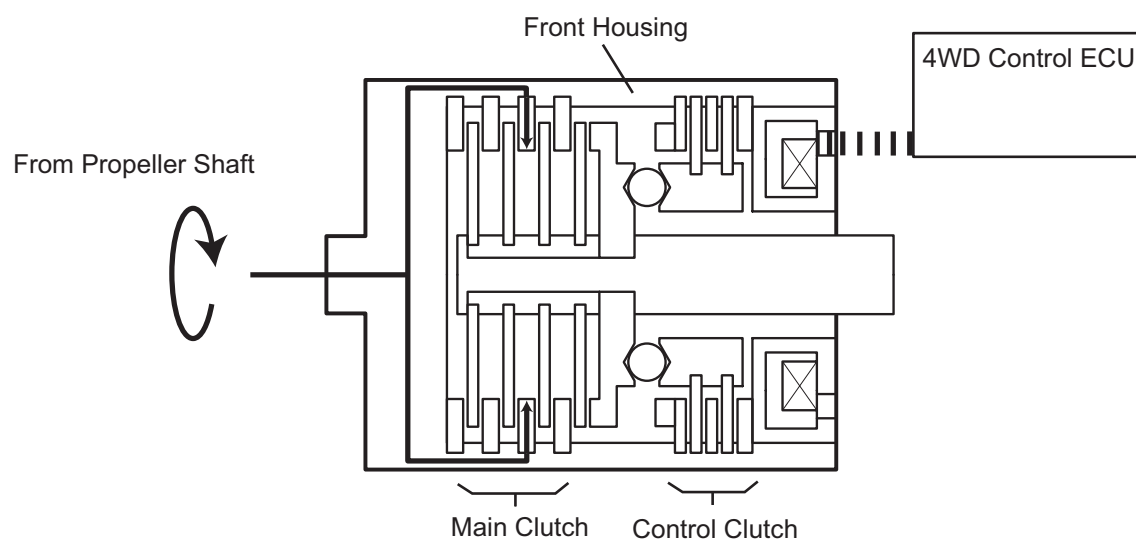 Front Housing
4WD Control ECU
From Propeller Shaft
Main Clutch
Control Clutch